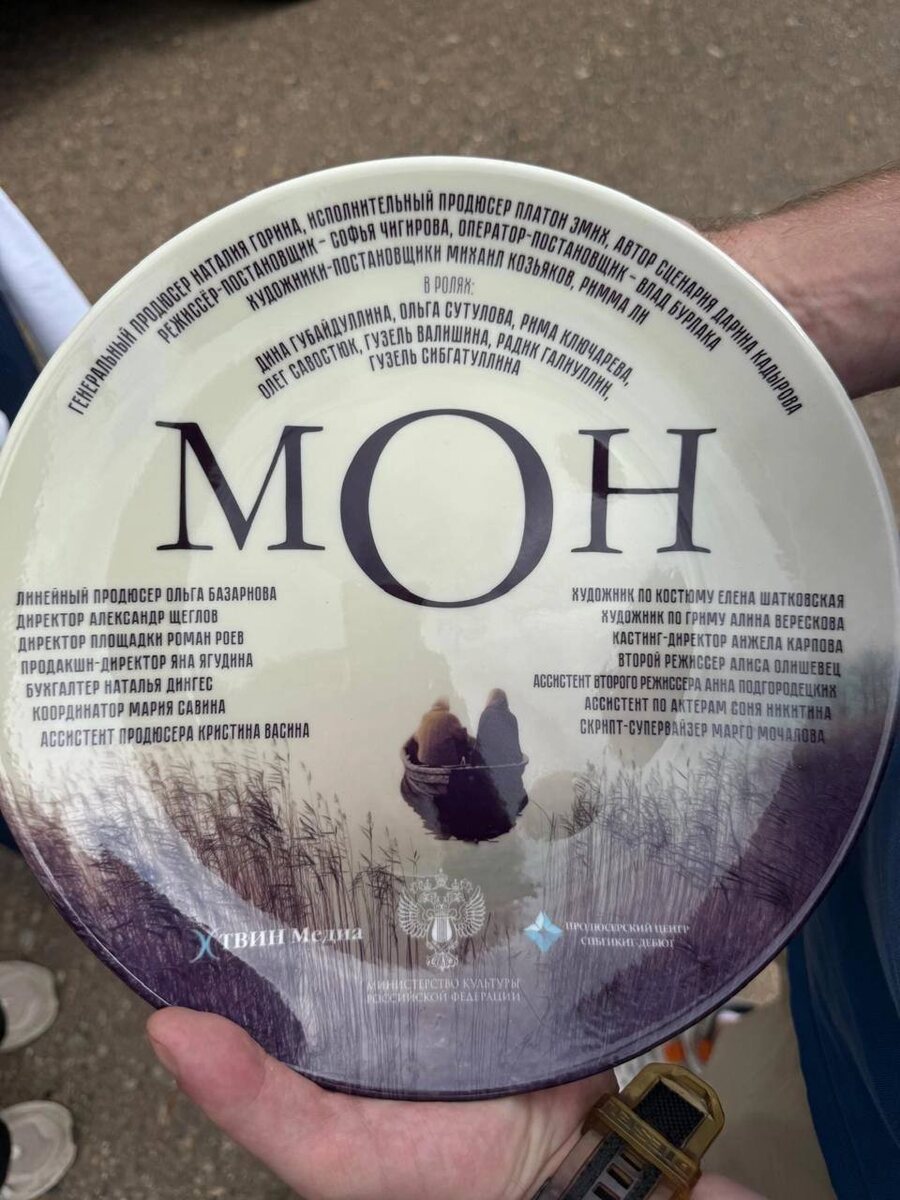 ГЕНЕРАЛЬНЫЙ ПРОДЮСЕР НАТАЛИЯ ГОРИНА, ИСПОЛНИТЕЛЬНЫЙ ПРОДЮСЕР ПЛАТОН ЭМИХ, АВТОР СЦЕНАРИЯ ДАРИНА КАДЫРОВА
РЕЖИССЁР-ПОСТАНОВЩИК - СОФЬЯ ЧИГИРОВА, ОПЕРАТОР-ПОСТАНОВЩИК - ВЛАД БУРЛАКА
ХУДОЖНИКИ-ПОСТАНОВЩИКИ МИХАИЛ КОЗЬЯКОВ, РИММА ЛИ
В РОЛЯХ:
ДИНА ГУБАЙДУЛЛИНА, ОЛЬГА СУТУЛОВА, РИМА КЛЮЧАРЕВА,
ОЛЕГ САВОСТЮК, ГУЗЕЛЬ ВАЛИШИНА, РАДИК ГАЛИУЛЛИН,
ГУЗЕЛЬ СИБГАТУЛЛИНА
МОН
ЛИНЕЙНЫЙ ПРОДЮСЕР ОЛЬГА БАЗАРНОВА
ДИРЕКТОР АЛЕКСАНДР ЩЕГЛОВ
ДИРЕКТОР ПЛОЩАДКИ РОМАН РОЕВ
ПРОДАКШН-ДИРЕКТОР ЯНА ЯГУДИНА
БУХГАЛТЕР НАТАЛЬЯ ДИНГЕС
КООРДИНАТОР МАРИЯ САВИНА
АССИСТЕНТ ПРОДЮСЕРА КРИСТИНА ВАСИНА
ХУДОЖНИК ПО КОСТЮМУ ЕЛЕНА ШАТКОВСКАЯ
ХУДОЖНИК ПО ГРИМУ АЛИНА ВЕРЕСКОВА
КАСТИНГ-ДИРЕКТОР АНЖЕЛА КАРПОВА
ВТОРОЙ РЕЖИССЕР АЛИСА ОЛИШЕВЕЦ
АССИСТЕНТ ВТОРОГО РЕЖИССЕРА АННА ПОДГОРОДЕЦКИХ
АССИСТЕНТ ПО АКТЕРАМ СОНЯ НИКИТИНА
СКРИПТ-СУПЕРВАЙЗЕР МАРГО МОЧАЛОВА
ТВИН Медиа
МИНИСТЕРСТВО КУЛЬТУРЫ
РОССИЙСКОЙ ФЕДЕРАЦИИ
ПРОДЮСЕРСКИЙ ЦЕНТР
СПБГИКИТ-ДЕБЮТ